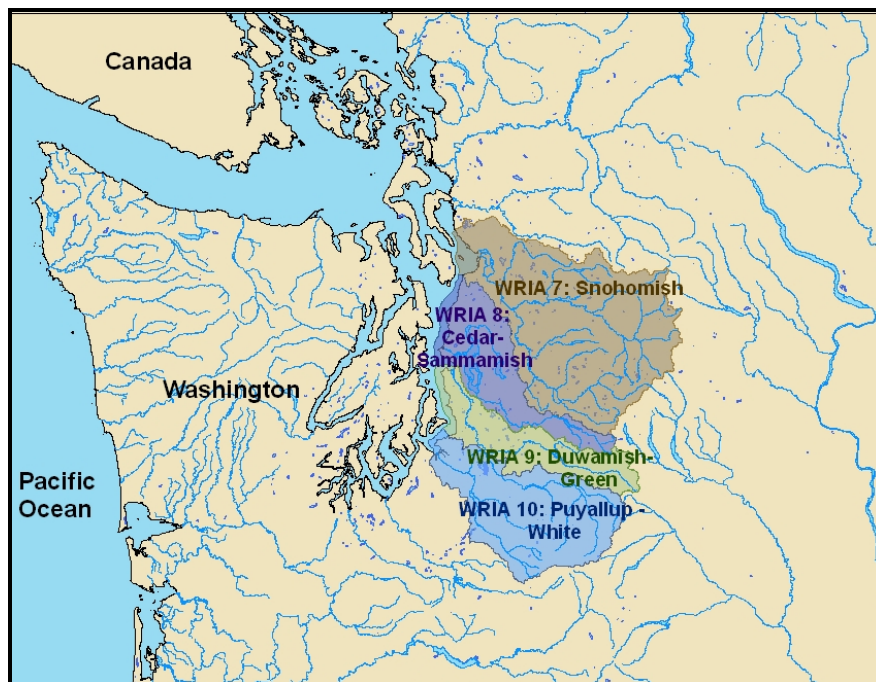 Canada
WRIA 7: Snohomish
WRIA 8:
Cedar-
Sammamish
Washington
WRIA 9: Duwamish-
Green
Pacific
Ocean
WRIA 10: Puyallup -
White